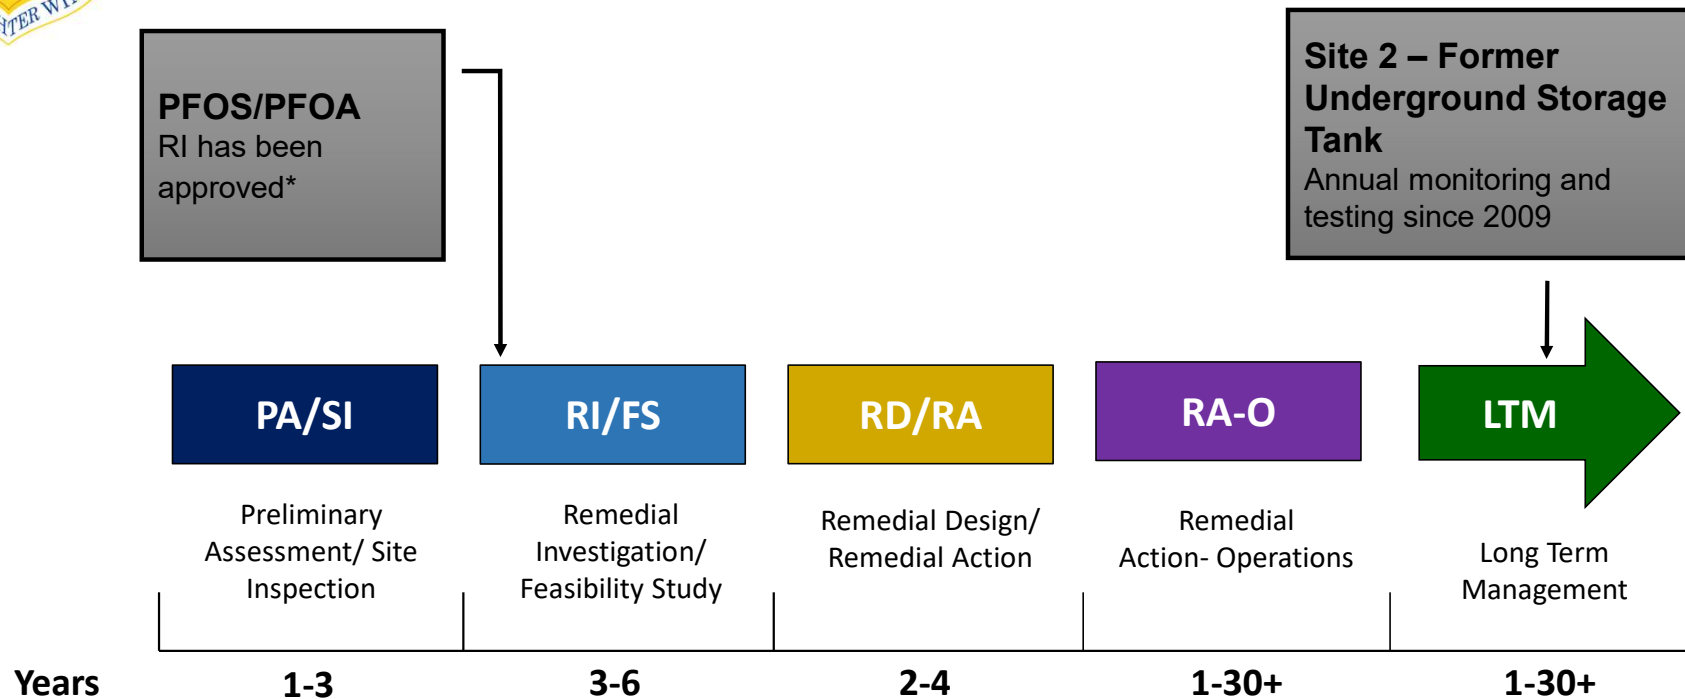 TER WI
PFOS/PFOA
RI has been
approved*
Site 2 – Former
Underground Storage
Tank
Annual monitoring and
testing since 2009
PA/SI
RI/FS
RD/RA
RA-O
LTM
Preliminary
Assessment/ Site
Inspection
Remedial
Investigation/
Feasibility Study
Remedial Design/
Remedial Action
Remedial
Action- Operations
Long Term
Management
Years
1-3
3-6
2-4
1-30+
1-30+